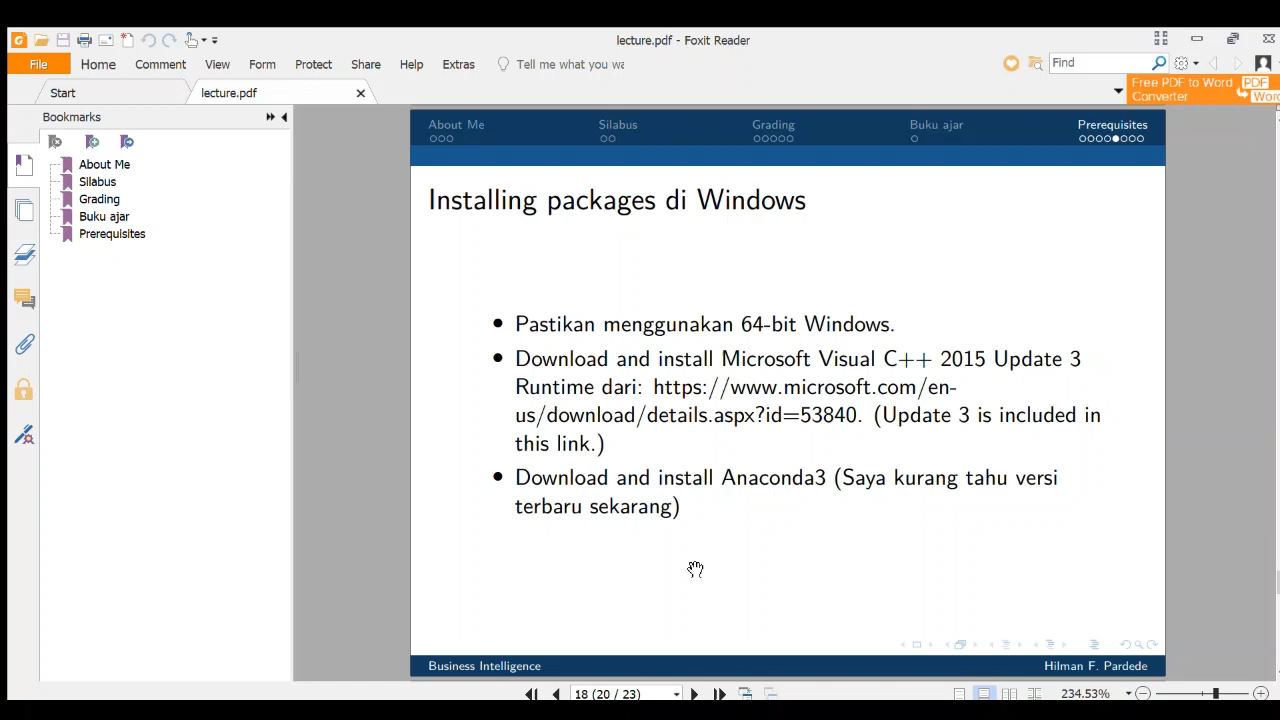 lecture.pdf - Foxit Reader
File Home Comment View Form Protect Share Help Extras Tell me what you wa
Find
Start lecture.pdf
Free PDF to Word Converter PDF Word
Bookmarks
About Me
Silabus
Grading
Buku ajar
Prerequisites
About Me Silabus Grading Buku ajar Prerequisites
Installing packages di Windows
• Pastikan menggunakan 64-bit Windows.
• Download and install Microsoft Visual C++ 2015 Update 3
Runtime dari: https://www.microsoft.com/en-
us/download/details.aspx?id=53840. (Update 3 is included in
this link.)
• Download and install Anaconda3 (Saya kurang tahu versi
terbaru sekarang)
Business Intelligence Hilman F. Pardede
18 (20 / 23) 234.53%